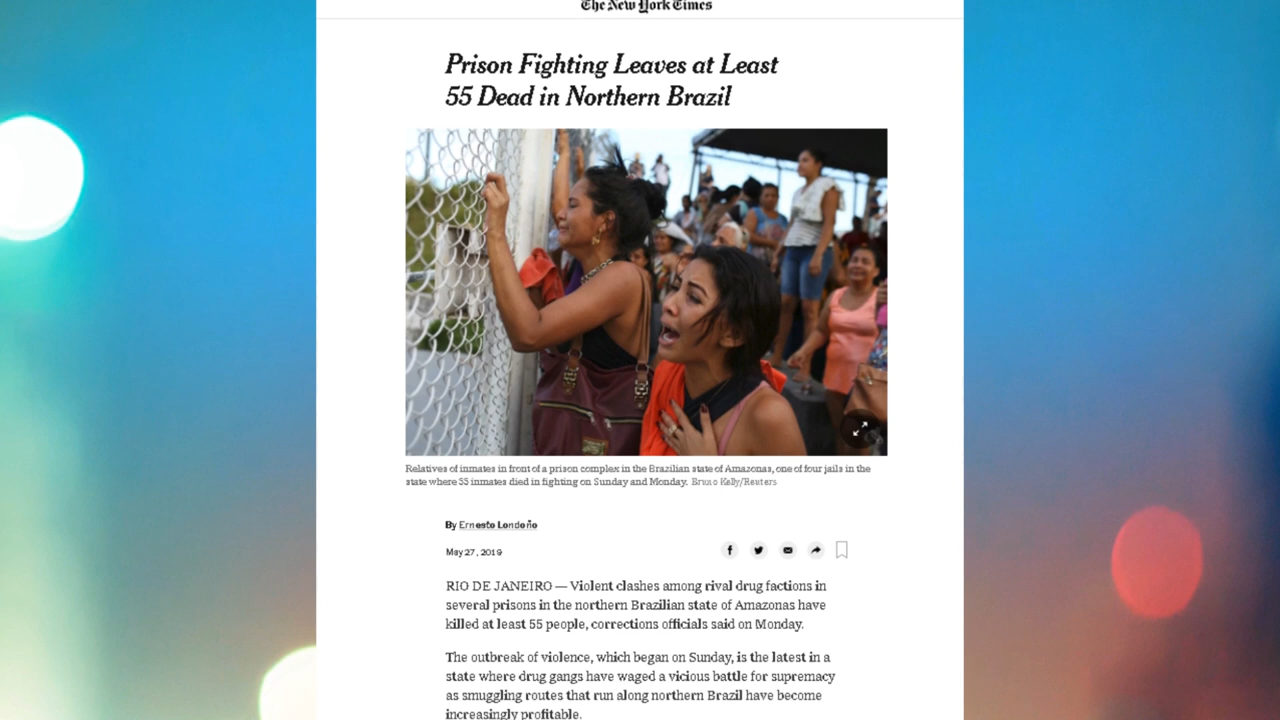 The New York Times
Prison Fighting Leaves at Least
55 Dead in Northern Brazil
Relatives of inmates in front of a prison complex in the Brazilian state of Amazonas, one of four jails in the
state where 55 inmates died in fighting on Sunday and Monday. Bruno Kelly/Reuters
By Ernesto Londoño
May 27, 2019
RIO DE JANEIRO — Violent clashes among rival drug factions in
several prisons in the northern Brazilian state of Amazonas have
killed at least 55 people, corrections officials said on Monday.
The outbreak of violence, which began on Sunday, is the latest in a
state where drug gangs have waged a vicious battle for supremacy
as smuggling routes that run along northern Brazil have become
increasingly profitable.